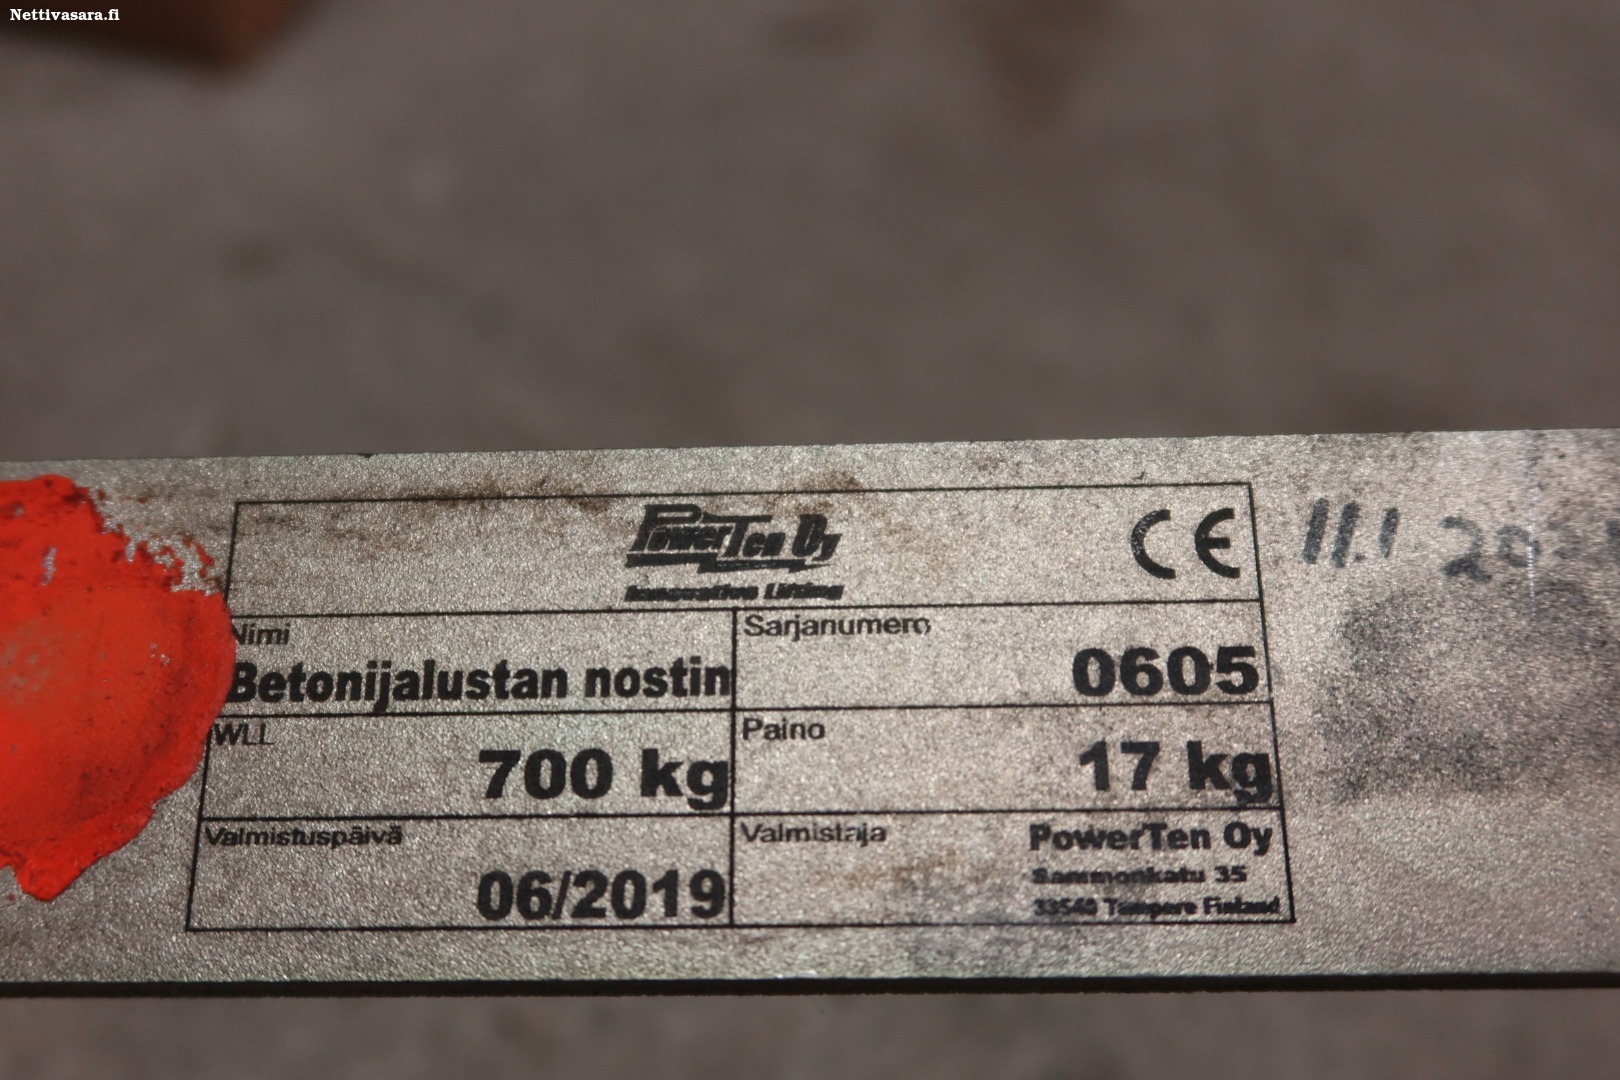 Nettivasara.fi
PowerTen Oy
Innovative Lifting
CE
11.1
Nimi
Betonijalustan nostin
Sarjanumero
0605
WLL
700 kg
Paino
17 kg
Valmistuspäivä
06/2019
Valmistaja
PowerTen Oy
Sammonkatu 35
33540 Tampere Finland